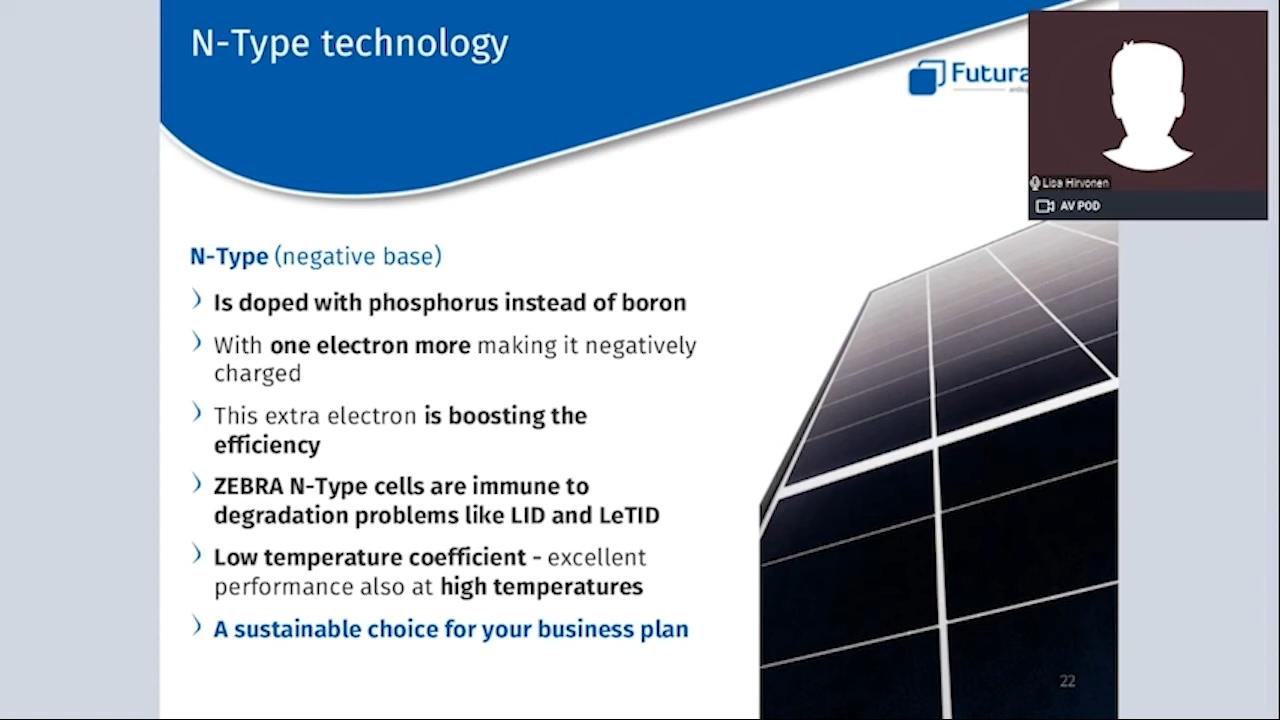 N-Type technology
Futura
Lisa Hirvonen
AV POD
N-Type (negative base)
Is doped with phosphorus instead of boron
With one electron more making it negatively
charged
This extra electron is boosting the
efficiency
ZEBRA N-Type cells are immune to
degradation problems like LID and LeTID
Low temperature coefficient - excellent
performance also at high temperatures
A sustainable choice for your business plan
22